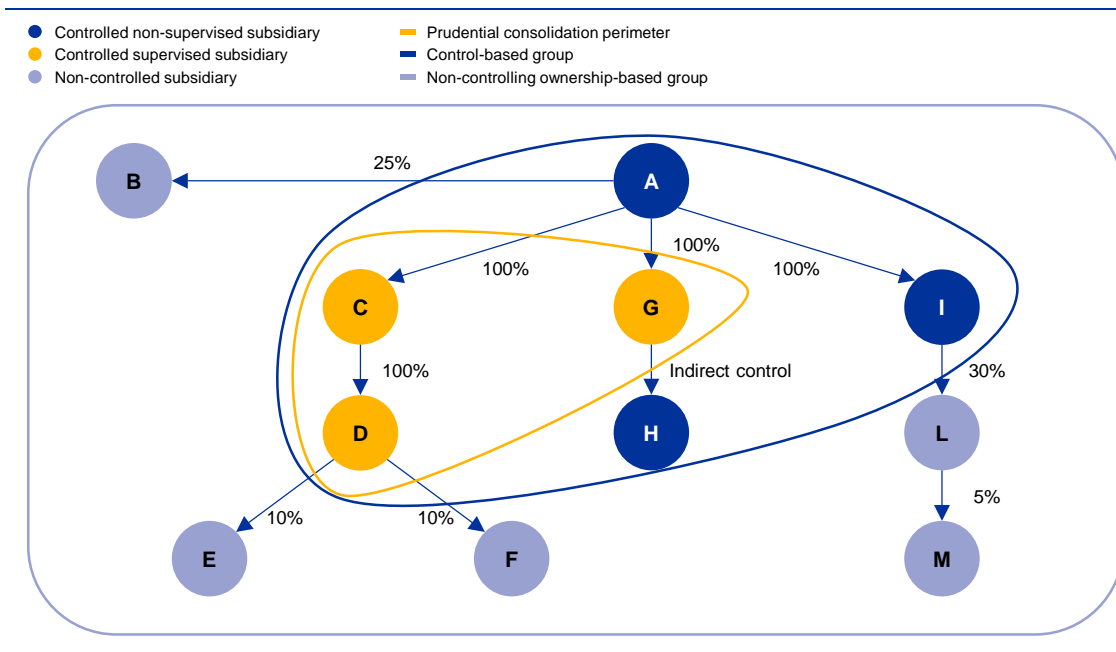 Controlled non-supervised subsidiary
Controlled supervised subsidiary
Non-controlled subsidiary
Prudential consolidation perimeter
Control-based group
Non-controlling ownership-based group
B
25%
A
100%
100%
100%
C
G
I
100%
Indirect control
30%
D
H
L
10%
10%
5%
E
F
M